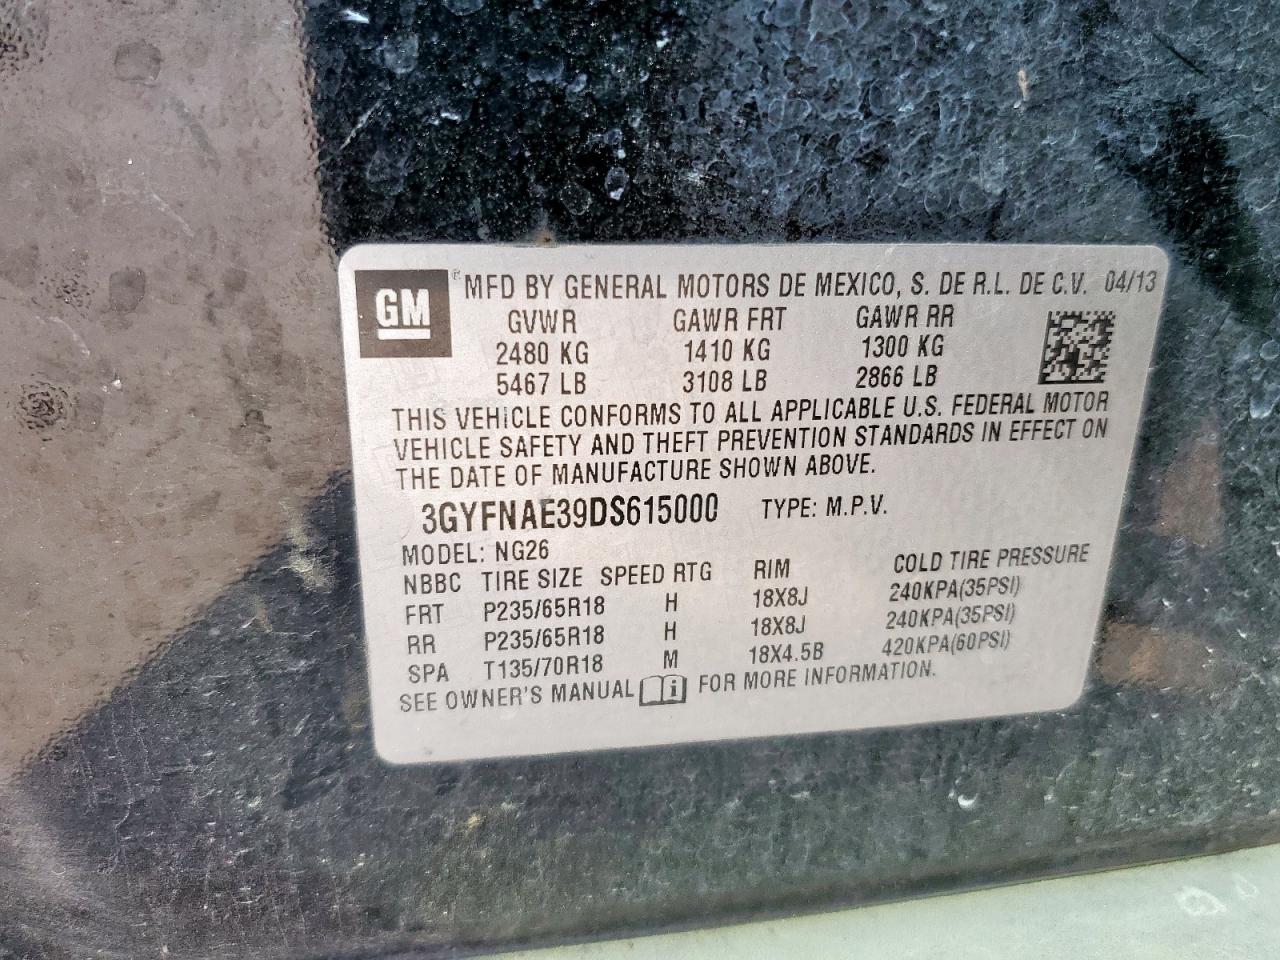 GM ® MFD BY GENERAL MOTORS DE MEXICO, S. DE R.L. DE C.V. 04/13
GVWR GAWR FRT GAWR RR
2480 KG 1410 KG 1300 KG
5467 LB 3108 LB 2866 LB
THIS VEHICLE CONFORMS TO ALL APPLICABLE U.S. FEDERAL MOTOR
VEHICLE SAFETY AND THEFT PREVENTION STANDARDS IN EFFECT ON
THE DATE OF MANUFACTURE SHOWN ABOVE.
3GYFNAE39DS615000 TYPE: M.P.V.
MODEL: NG26
NBBC TIRE SIZE SPEED RTG RIM COLD TIRE PRESSURE
FRT P235/65R18 H 18X8J 240KPA(35PSI)
RR P235/65R18 H 18X8J 240KPA(35PSI)
SPA T135/70R18 M 18X4.5B 420KPA(60PSI)
SEE OWNER'S MANUAL FOR MORE INFORMATION.